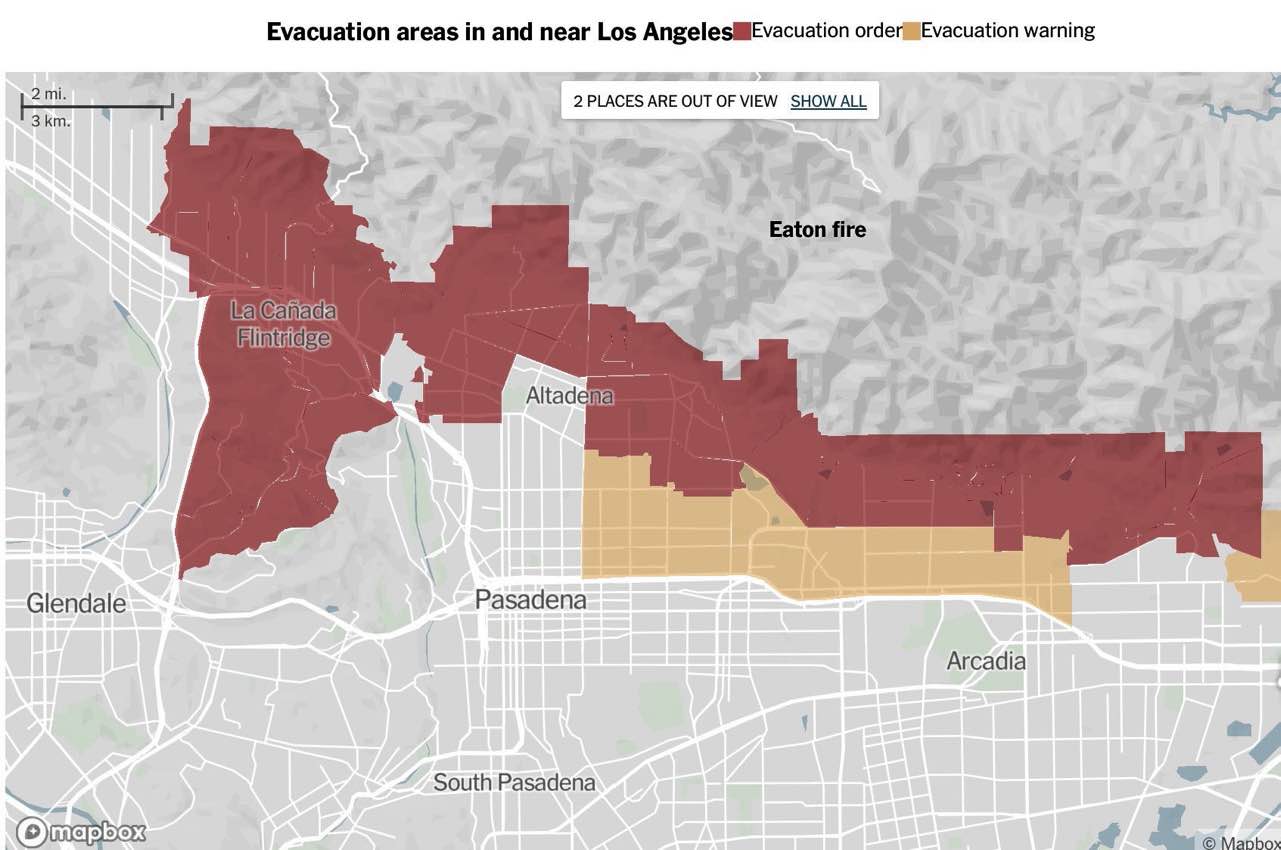 Evacuation areas in and near Los Angeles Evacuation order Evacuation warning
2 mi.
3 km.
2 PLACES ARE OUT OF VIEW SHOW ALL
Eaton fire
La Cañada
Flintridge
Altadena
Glendale
Pasadena
Arcadia
South Pasadena
mapbox
© Mapbox